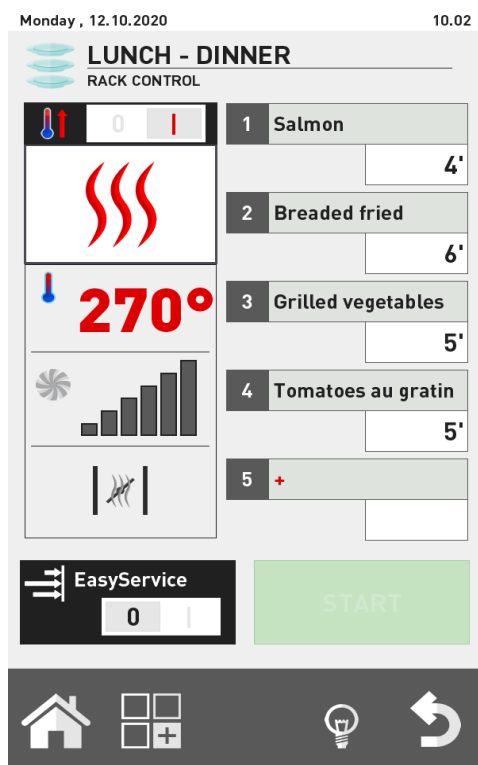 Monday , 12.10.2020
10.02
LUNCH - DINNER
RACK CONTROL
0 I
270°
1 Salmon
4'
2 Breaded fried
6'
3 Grilled vegetables
5'
4 Tomatoes au gratin
5'
5 +
EasyService
0 I
START